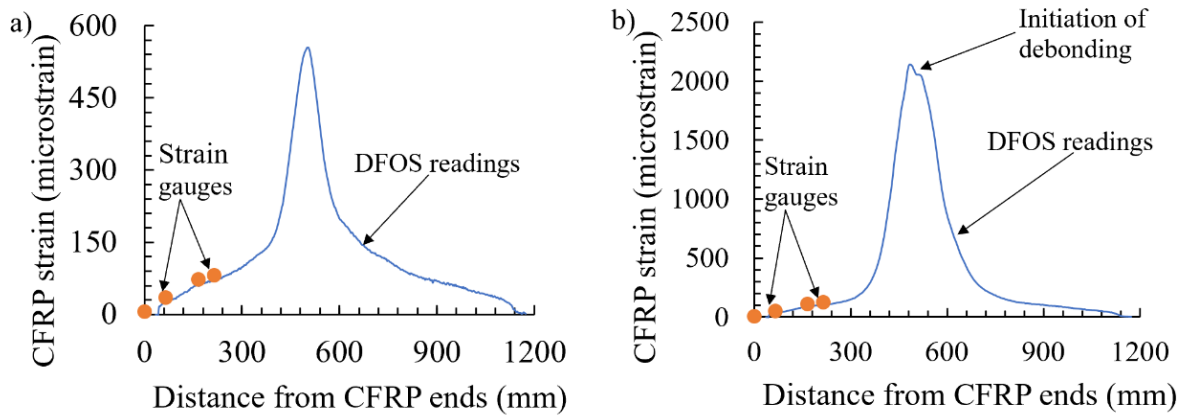 a)
CFRP strain (microstrain)
600
450
300
150
0
Strain
gauges
DFOS readings
0 300 600 900 1200
Distance from CFRP ends (mm)
b)
CFRP strain (microstrain)
2500
2000
1500
1000
500
0
Initiation of
debonding
Strain
gauges
DFOS readings
0 300 600 900 1200
Distance from CFRP ends (mm)